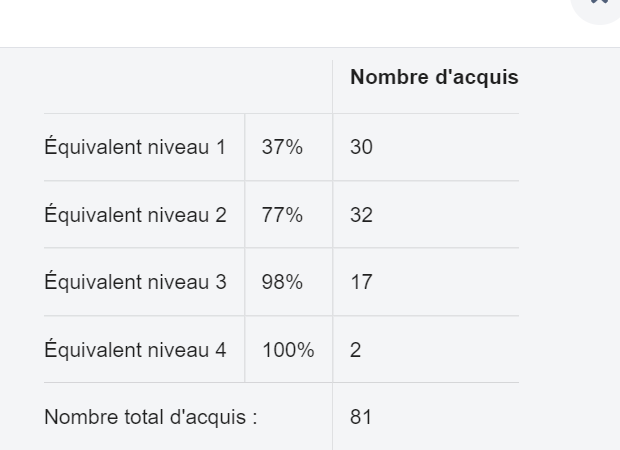 Nombre d'acquis
Équivalent niveau 1 37% 30
Équivalent niveau 2 77% 32
Équivalent niveau 3 98% 17
Équivalent niveau 4 100% 2
Nombre total d'acquis : 81